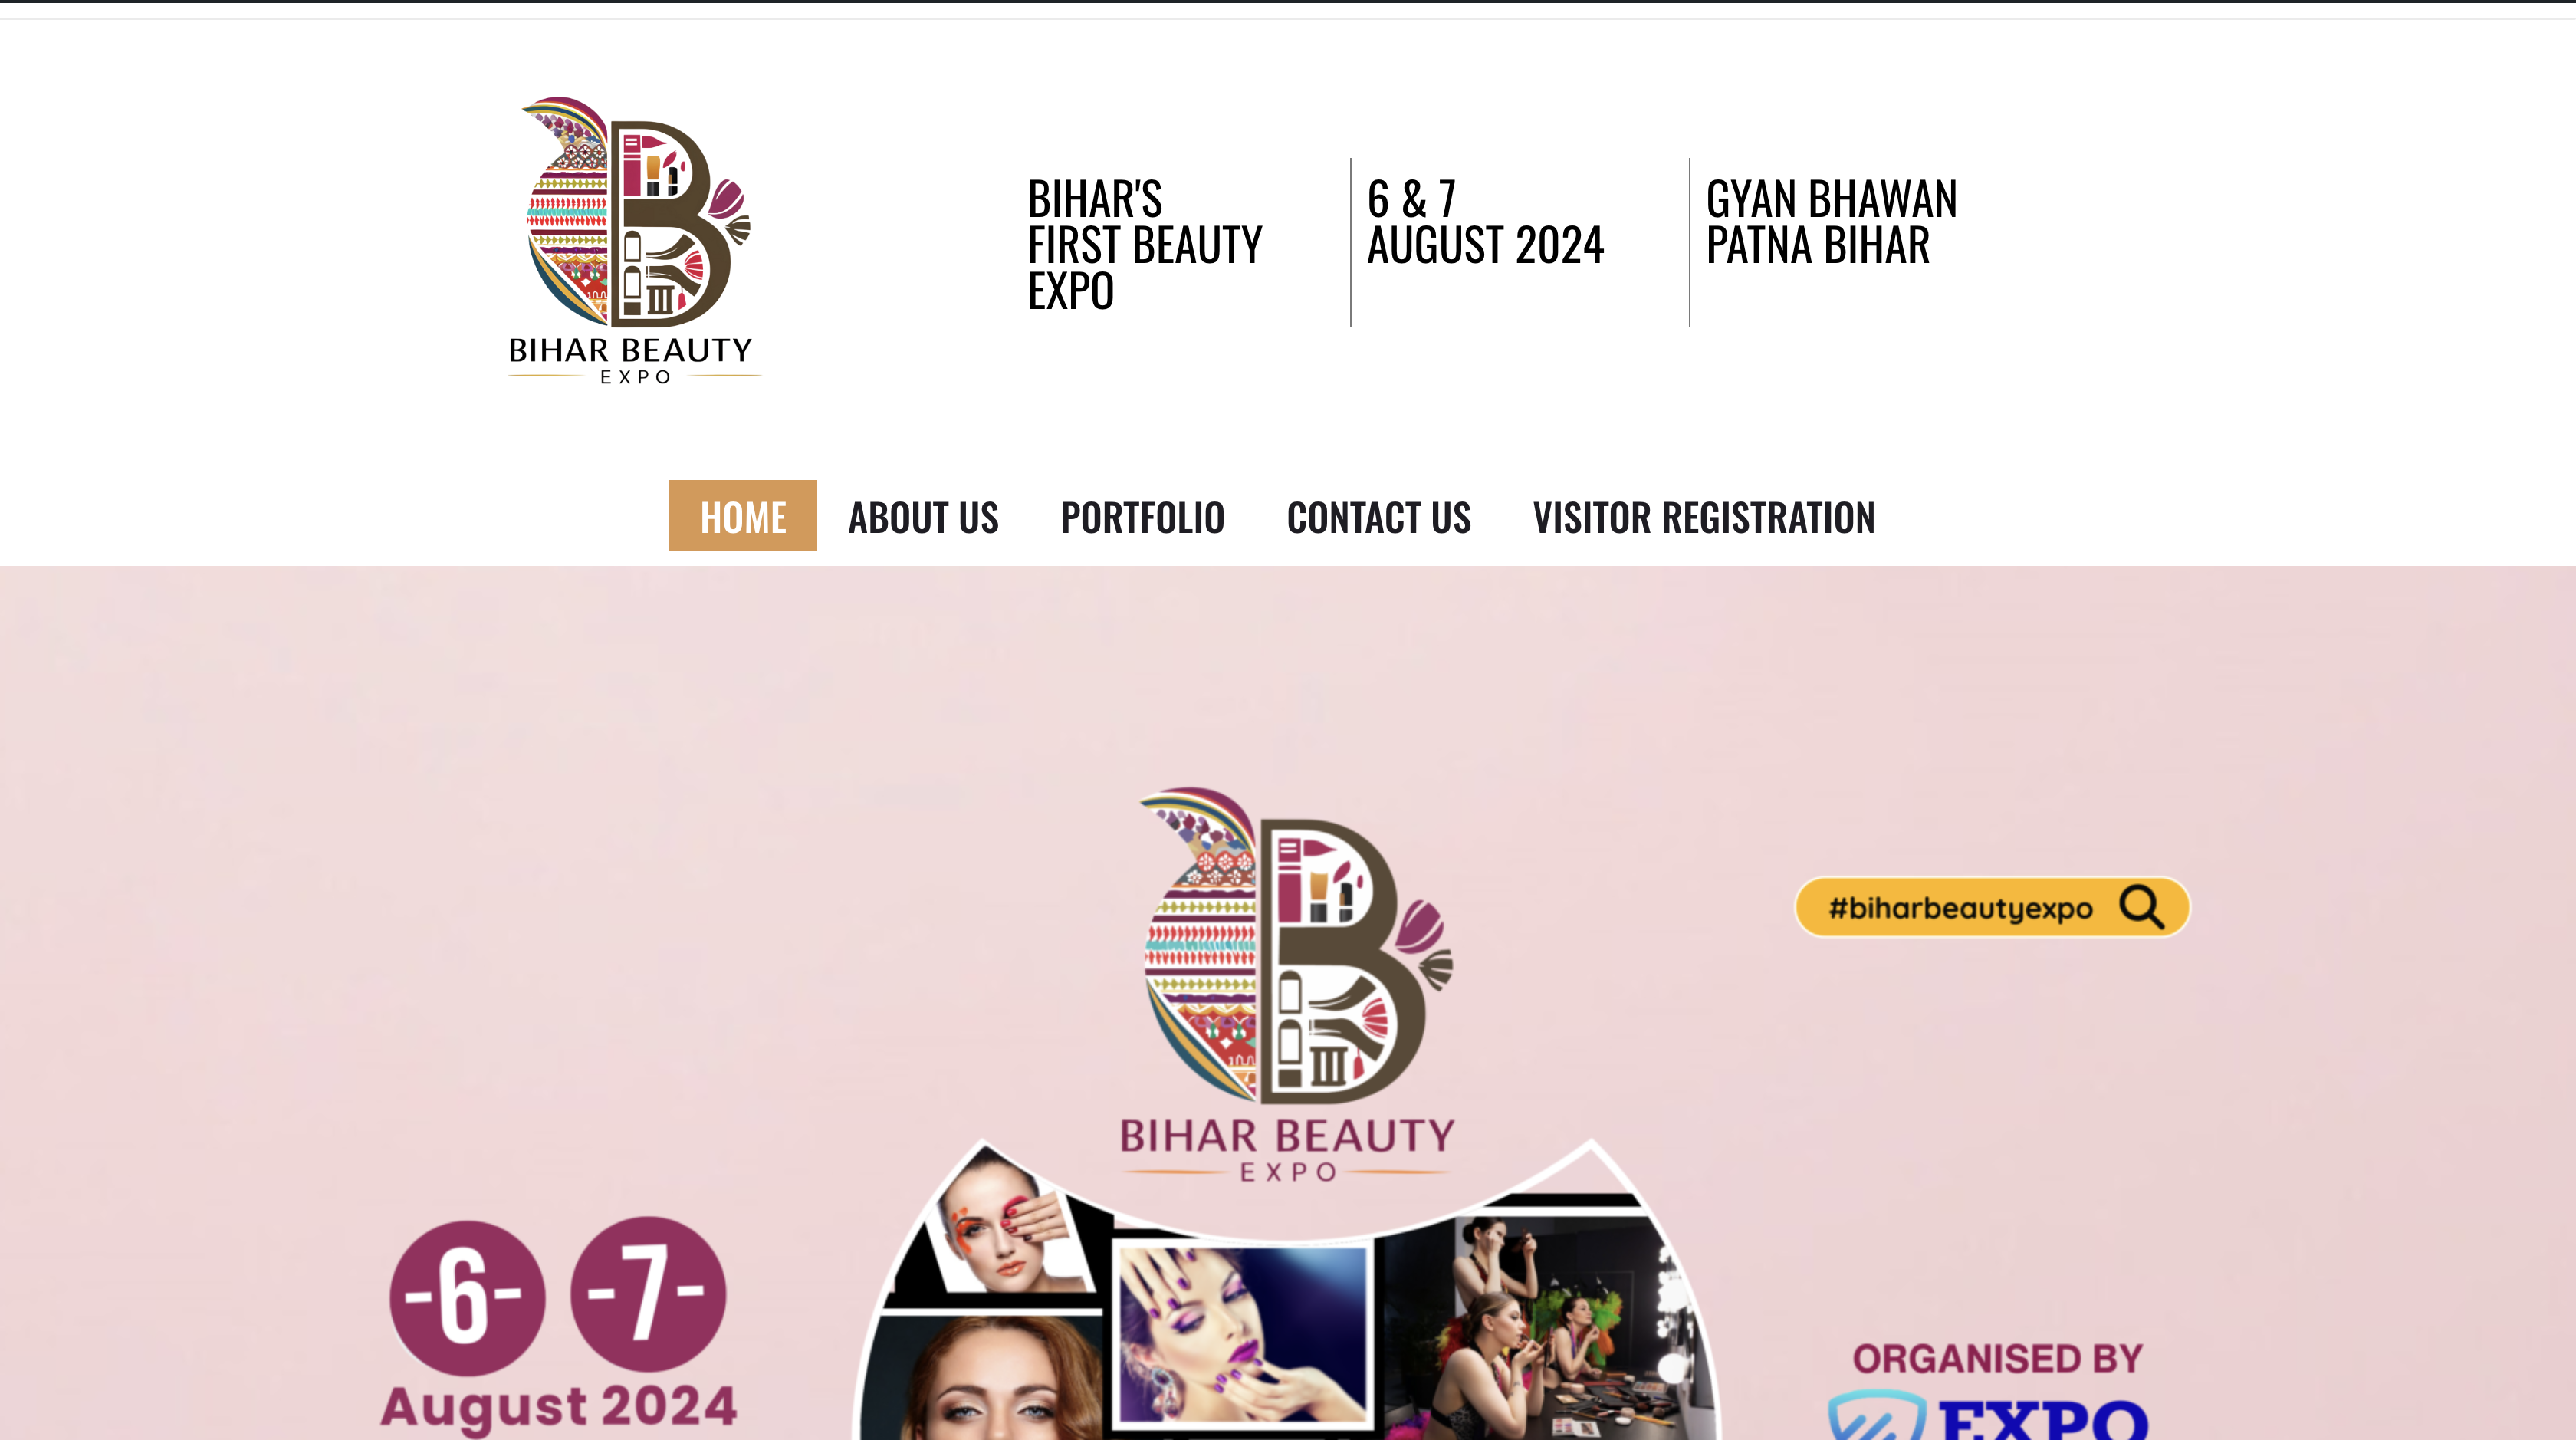 BIHAR BEAUTY
EXPO
BIHAR'S
FIRST BEAUTY
EXPO
6 & 7
AUGUST 2024
GYAN BHAWAN
PATNA BIHAR
HOME ABOUT US PORTFOLIO CONTACT US VISITOR REGISTRATION
#biharbeautyexpo
BIHAR BEAUTY
EXPO
-6- -7-
August 2024
ORGANISED BY
EXPO